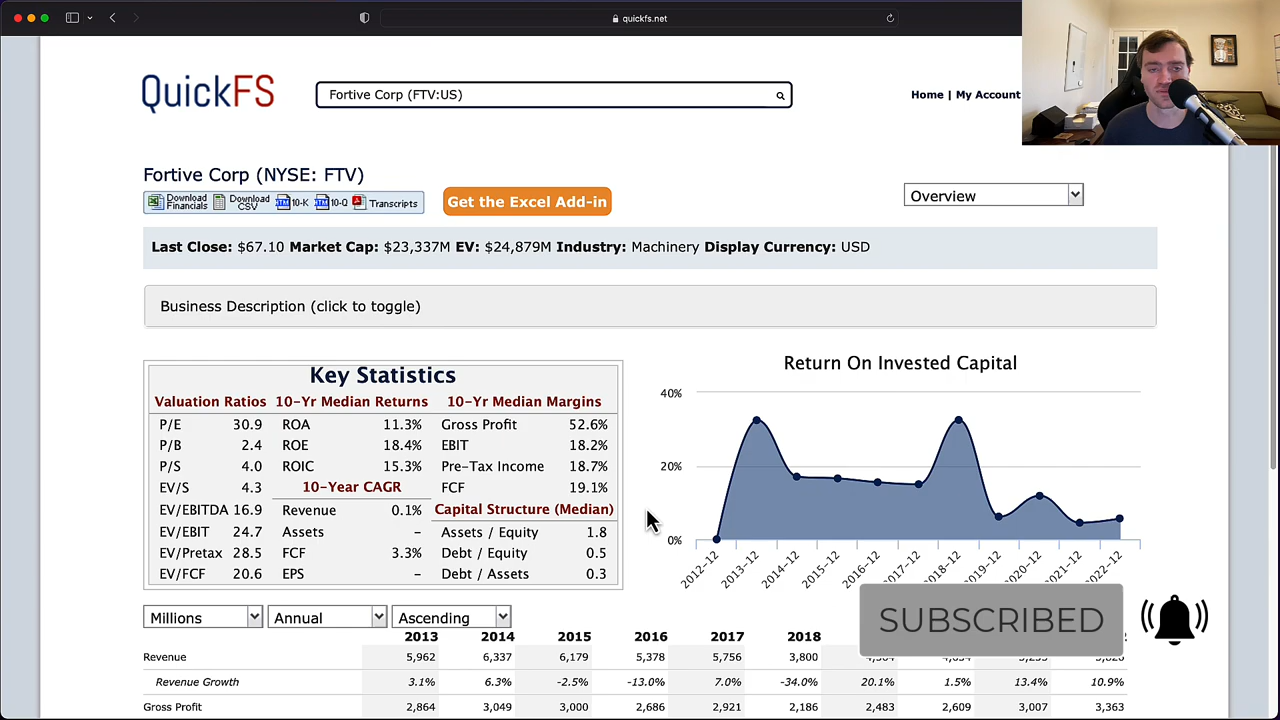 quickfs.net
QuickFS
Fortive Corp (FTV:US)
Home | My Account
Fortive Corp (NYSE: FTV)
Download Financials Download CSV 10-K 10-Q Transcripts
Get the Excel Add-in
Overview
Last Close: $67.10 Market Cap: $23,337M EV: $24,879M Industry: Machinery Display Currency: USD
Business Description (click to toggle)
Key Statistics
Valuation Ratios 10-Yr Median Returns 10-Yr Median Margins
P/E 30.9 ROA 11.3% Gross Profit 52.6%
P/B 2.4 ROE 18.4% EBIT 18.2%
P/S 4.0 ROIC 15.3% Pre-Tax Income 18.7%
EV/S 4.3 10-Year CAGR FCF 19.1%
EV/EBITDA 16.9 Revenue 0.1% Capital Structure (Median)
EV/EBIT 24.7 Assets – Assets / Equity 1.8
EV/Pretax 28.5 FCF 3.3% Debt / Equity 0.5
EV/FCF 20.6 EPS – Debt / Assets 0.3
Return On Invested Capital
40%
20%
0%
2012-12 2013-12 2014-12 2015-12 2016-12 2017-12 2018-12 2019-12 2020-12 2021-12 2022-12
SUBSCRIBED
Millions Annual Ascending
2013 2014 2015 2016 2017 2018
Revenue 5,962 6,337 6,179 5,378 5,756 3,800
Revenue Growth 3.1% 6.3% -2.5% -13.0% 7.0% -34.0% 20.1% 1.5% 13.4% 10.9%
Gross Profit 2,864 3,049 3,000 2,686 2,921 2,186 2,483 2,609 3,007 3,363